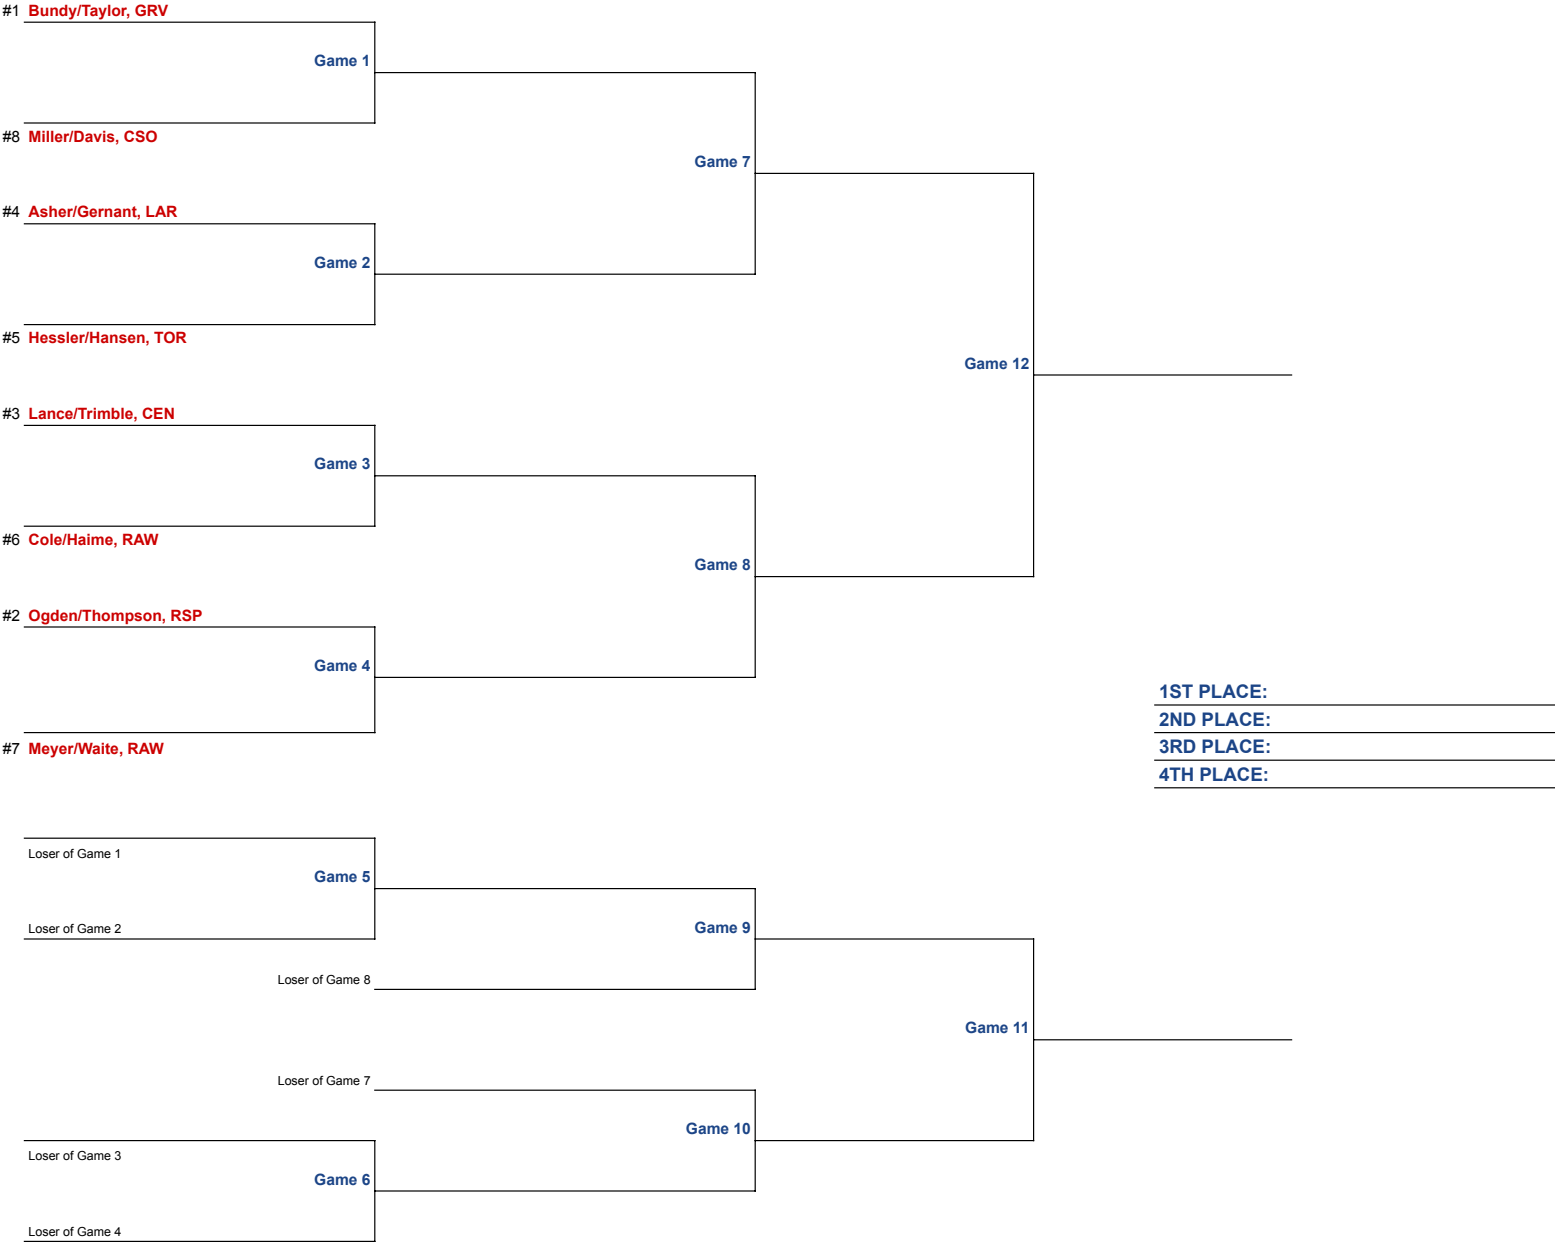 #1 Bundy/Taylor, GRV
Game 1
#8 Miller/Davis, CSO
Game 7
#4 Asher/Gernant, LAR
Game 2
#5 Hessler/Hansen, TOR
Game 12
#3 Lance/Trimble, CEN
Game 3
#6 Cole/Haime, RAW
Game 8
#2 Ogden/Thompson, RSP
Game 4
#7 Meyer/Waite, RAW
1ST PLACE:
2ND PLACE:
3RD PLACE:
4TH PLACE:
Loser of Game 1
Game 5
Loser of Game 2
Game 9
Loser of Game 8
Game 11
Loser of Game 7
Game 10
Loser of Game 3
Game 6
Loser of Game 4